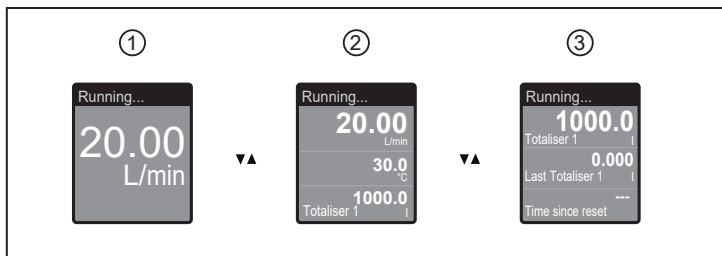 1
Running...
20.00
L/min
▼▲
2
Running...
20.00
L/min
30.0
°C
1000.0
Totaliser 1 l
▼▲
3
Running...
1000.0
Totaliser 1 l
0.000
Last Totaliser 1 l
---
Time since reset